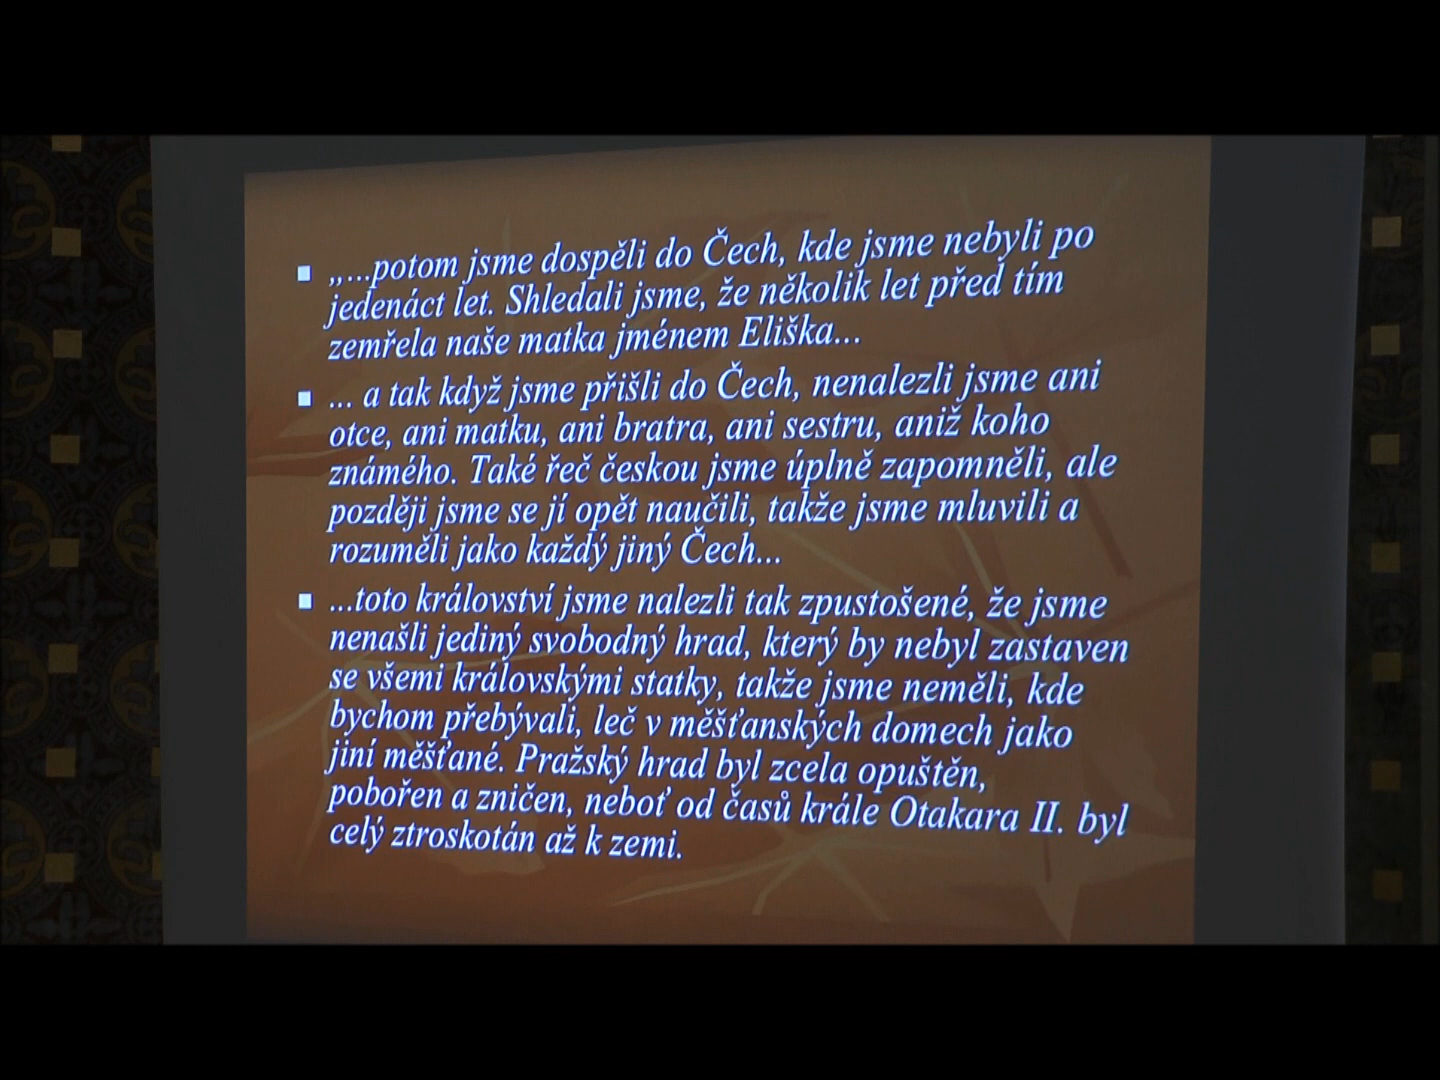 ■ „...potom jsme dospěli do Čech, kde jsme nebyli po
jedenáct let. Shledali jsme, že několik let před tím
zemřela naše matka jménem Eliška...
■ ... a tak když jsme přišli do Čech, nenalezli jsme ani
otce, ani matku, ani bratra, ani sestru, aniž koho
známého. Také řeč českou jsme úplně zapomněli, ale
později jsme se jí opět naučili, takže jsme mluvili a
rozuměli jako každý jiný Čech...
■ ...toto království jsme nalezli tak zpustošené, že jsme
nenašli jediný svobodný hrad, který by nebyl zastaven
se všemi královskými statky, takže jsme neměli, kde
bychom přebývali, leč v měšťanských domech jako
jiní měšťané. Pražský hrad byl zcela opuštěn,
pobořen a zničen, neboť od časů krále Otakara II. byl
celý ztroskotán až k zemi.